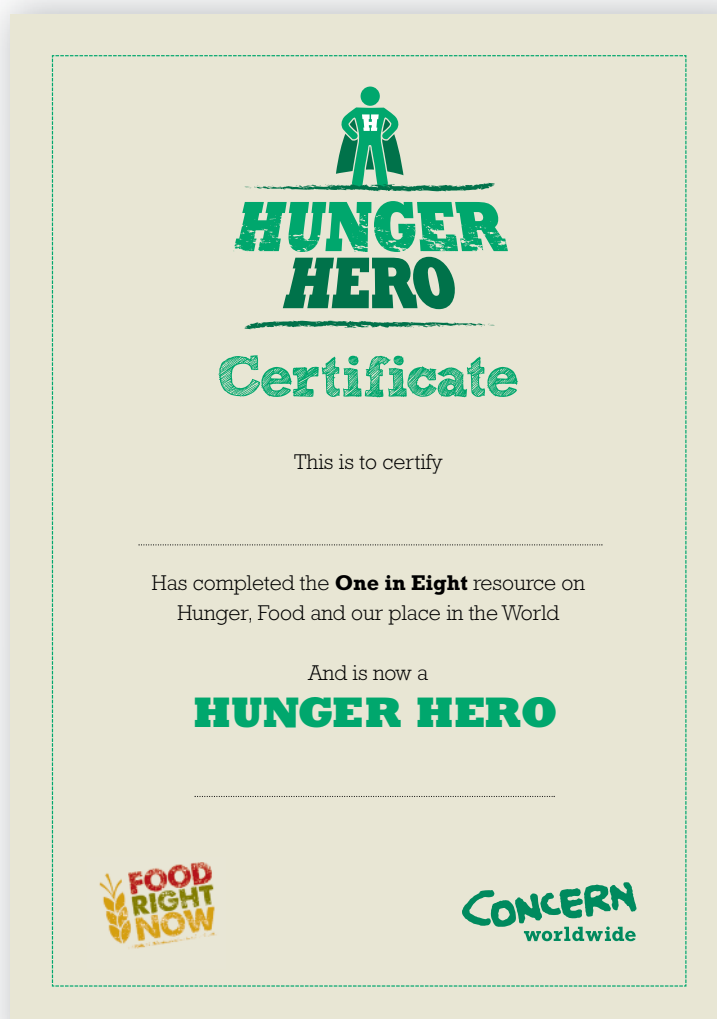 H
HUNGER
HERO
Certificate
This is to certify
Has completed the One in Eight resource on
Hunger, Food and our place in the World
And is now a
HUNGER HERO
FOOD
RIGHT
NOW
CONCERN
worldwide